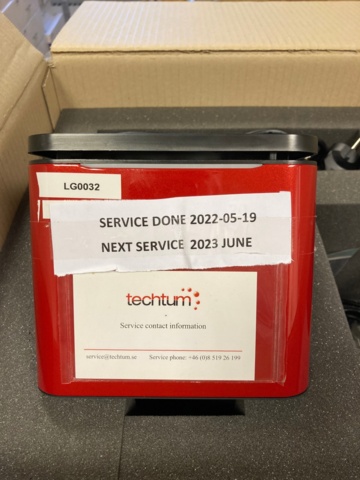 LG0032
SERVICE DONE 2022-05-19
NEXT SERVICE 2023 JUNE
techtum
Service contact information
service@techtum.se Service phone: +46 (0)8 519 26 199